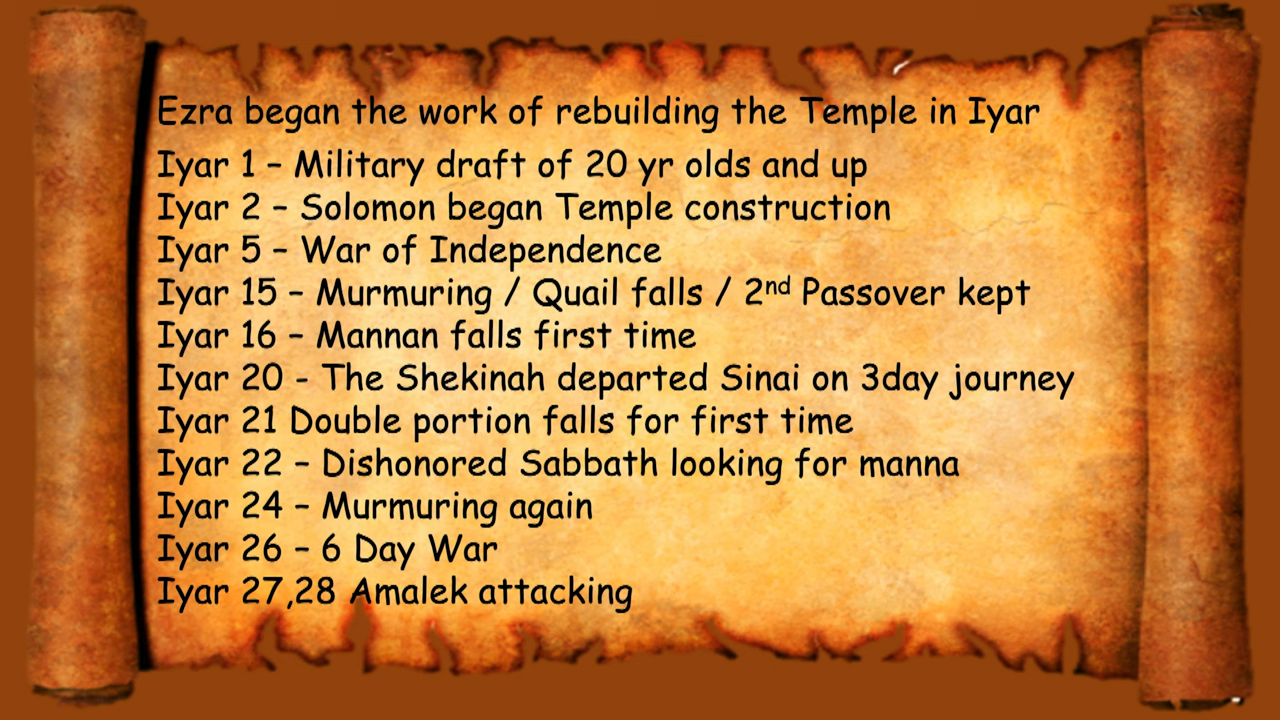 Ezra began the work of rebuilding the Temple in Iyar
Iyar 1 – Military draft of 20 yr olds and up
Iyar 2 – Solomon began Temple construction
Iyar 5 – War of Independence
Iyar 15 – Murmuring / Quail falls / 2nd Passover kept
Iyar 16 – Mannan falls first time
Iyar 20 - The Shekinah departed Sinai on 3day journey
Iyar 21 Double portion falls for first time
Iyar 22 – Dishonored Sabbath looking for manna
Iyar 24 – Murmuring again
Iyar 26 – 6 Day War
Iyar 27,28 Amalek attacking